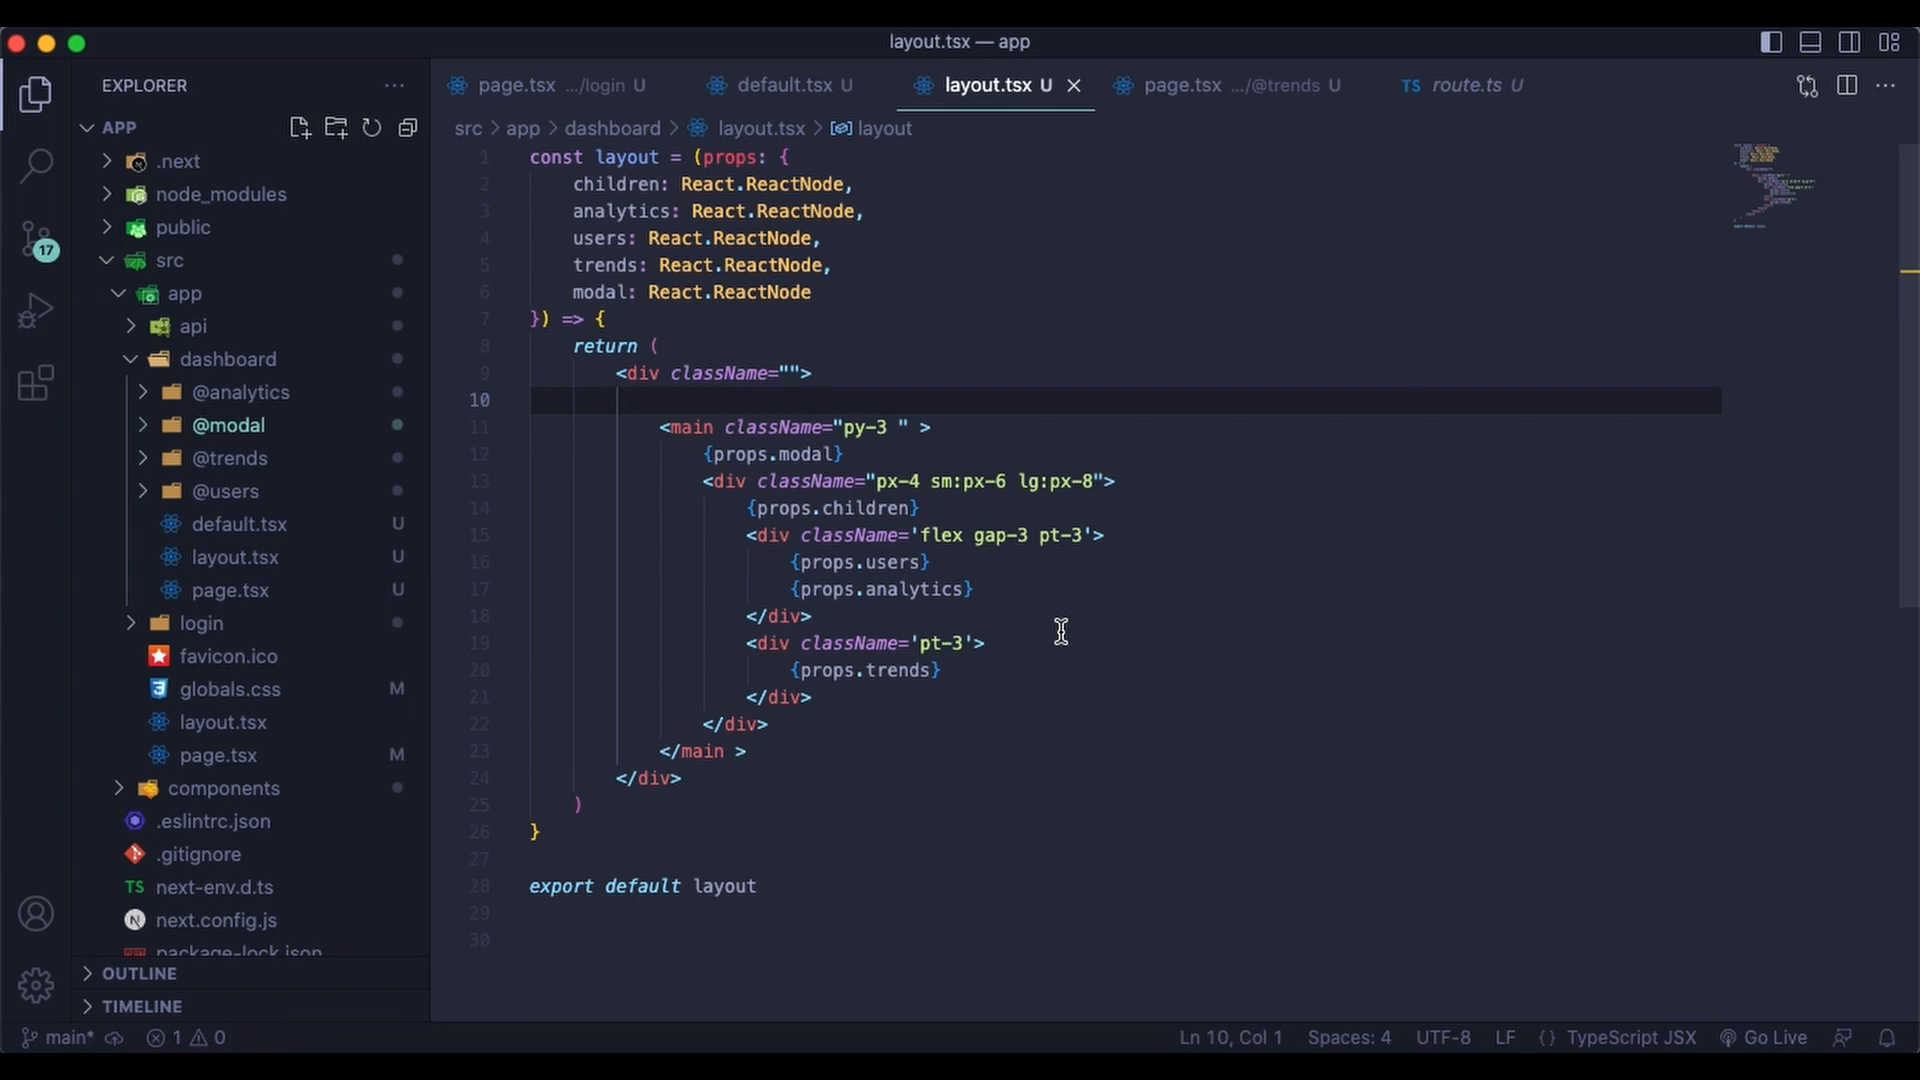 layout.tsx — app
EXPLORER
APP
.next
node_modules
public
src
app
api
dashboard
@analytics
@modal
@trends
@users
default.tsx U
layout.tsx U
page.tsx U
login
favicon.ico
globals.css M
layout.tsx
page.tsx M
components
.eslintrc.json
.gitignore
TS next-env.d.ts
N next.config.js
package-lock.json
OUTLINE
TIMELINE
17
page.tsx .../login U
default.tsx U
layout.tsx U
page.tsx .../@trends U
TS route.ts U
src > app > dashboard > layout.tsx > layout
1 const layout = (props: {
2 children: React.ReactNode,
3 analytics: React.ReactNode,
4 users: React.ReactNode,
5 trends: React.ReactNode,
6 modal: React.ReactNode
7 }) => {
8 return (
9 <div className="">
10
11 <main className="py-3 " >
12 {props.modal}
13 <div className="px-4 sm:px-6 lg:px-8">
14 {props.children}
15 <div className='flex gap-3 pt-3'>
16 {props.users}
17 {props.analytics}
18 </div>
19 <div className='pt-3'>
20 {props.trends}
21 </div>
22 </div>
23 </main >
24 </div>
25 )
26 }
27
28 export default layout
29
30
main* 1 0
Ln 10, Col 1 Spaces: 4 UTF-8 LF {} TypeScript JSX Go Live